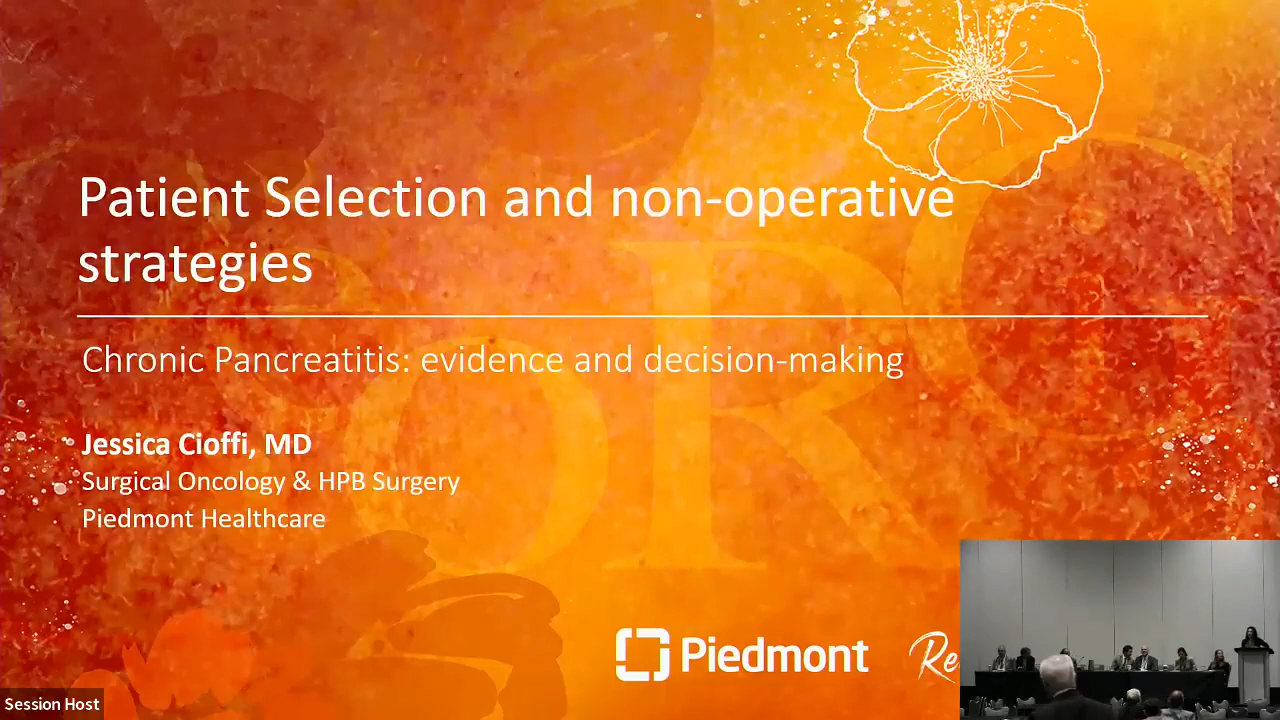 Patient Selection and non-operative
strategies
Chronic Pancreatitis: evidence and decision-making
Jessica Cioffi, MD
Surgical Oncology & HPB Surgery
Piedmont Healthcare
Piedmont
Session Host